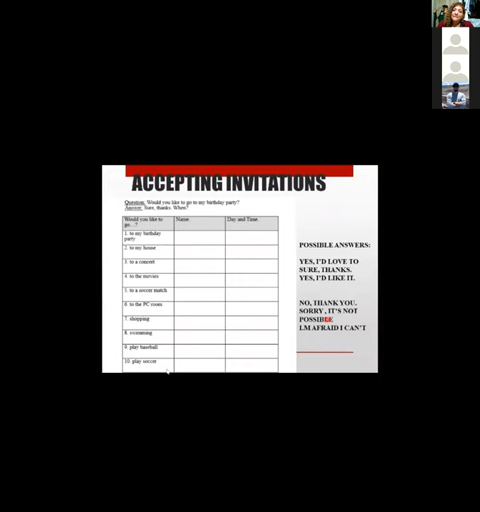 ACCEPTING INVITATIONS
Question: Would you like to go to my birthday party?
Answer: Sure, thanks. When?
Would you like to go...?
Name
Day and Time
1. to my birthday party
2. to my house
3. to a concert
4. to the movies
5. to a soccer match
6. to the PC room
7. shopping
8. swimming
9. play baseball
10. play soccer
POSSIBLE ANSWERS:
YES, I'D LOVE TO
SURE, THANKS.
YES, I'D LIKE IT.
NO, THANK YOU.
SORRY , IT'S NOT
POSSIBLE
I,M AFRAID I CAN'T